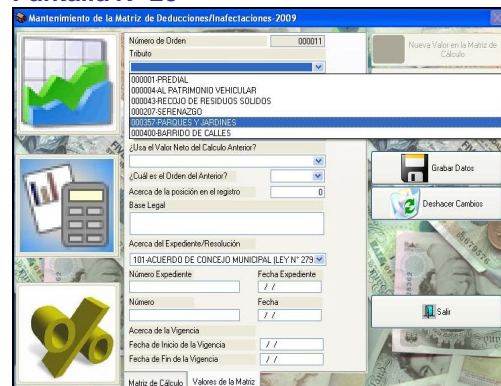 Mantenimiento de la Matriz de Deducciones/Inafectaciones-2009
Número de Orden 000011
Nueva Valor en la Matriz de Cálculo
Tributo
000001-PREDIAL
000004-AL PATRIMONIO VEHICULAR
000043-RECOJO DE RESIDUOS SOLIDOS
000207-SERENAZGO
000357-PARQUES Y JARDINES
000400-BARRIDO DE CALLES
¿Usa el Valor Neto del Calculo Anterior?
¿Cuál es el Orden del Anterior?
Grabar Datos
Acerca de la posición en el registro 0
Base Legal
Deshacer Cambios
Acerca del Expediente/Resolución
101-ACUERDO DE CONCEJO MUNICIPAL (LEY N° 279
Número Expediente Fecha Expediente
/ /
Número Fecha
/ /
Salir
Acerca de la Vigencia
Fecha de Inicio de la Vigencia / /
Fecha de Fin de la Vigencia / /
Matriz de Cálculo Valores de la Matriz